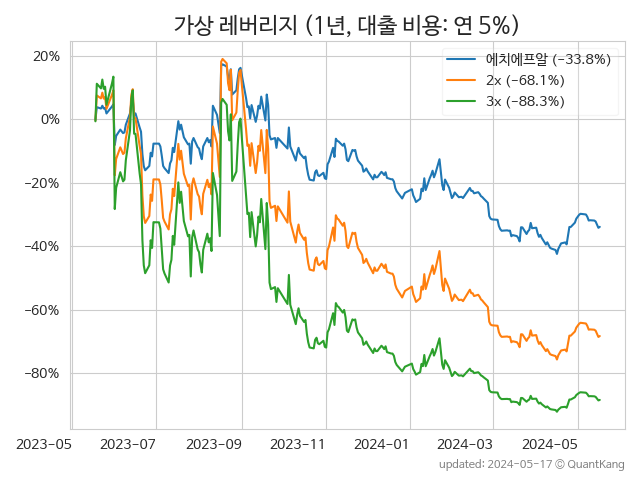 가상 레버리지 (1년, 대출 비용: 연 5%)
에치에프알 (−33.8%)
2x (−68.1%)
3x (−88.3%)
20%
0%
−20%
−40%
−60%
−80%
2023-05 2023-07 2023-09 2023-11 2024-01 2024-03 2024-05
updated: 2024-05-17 © QuantKang